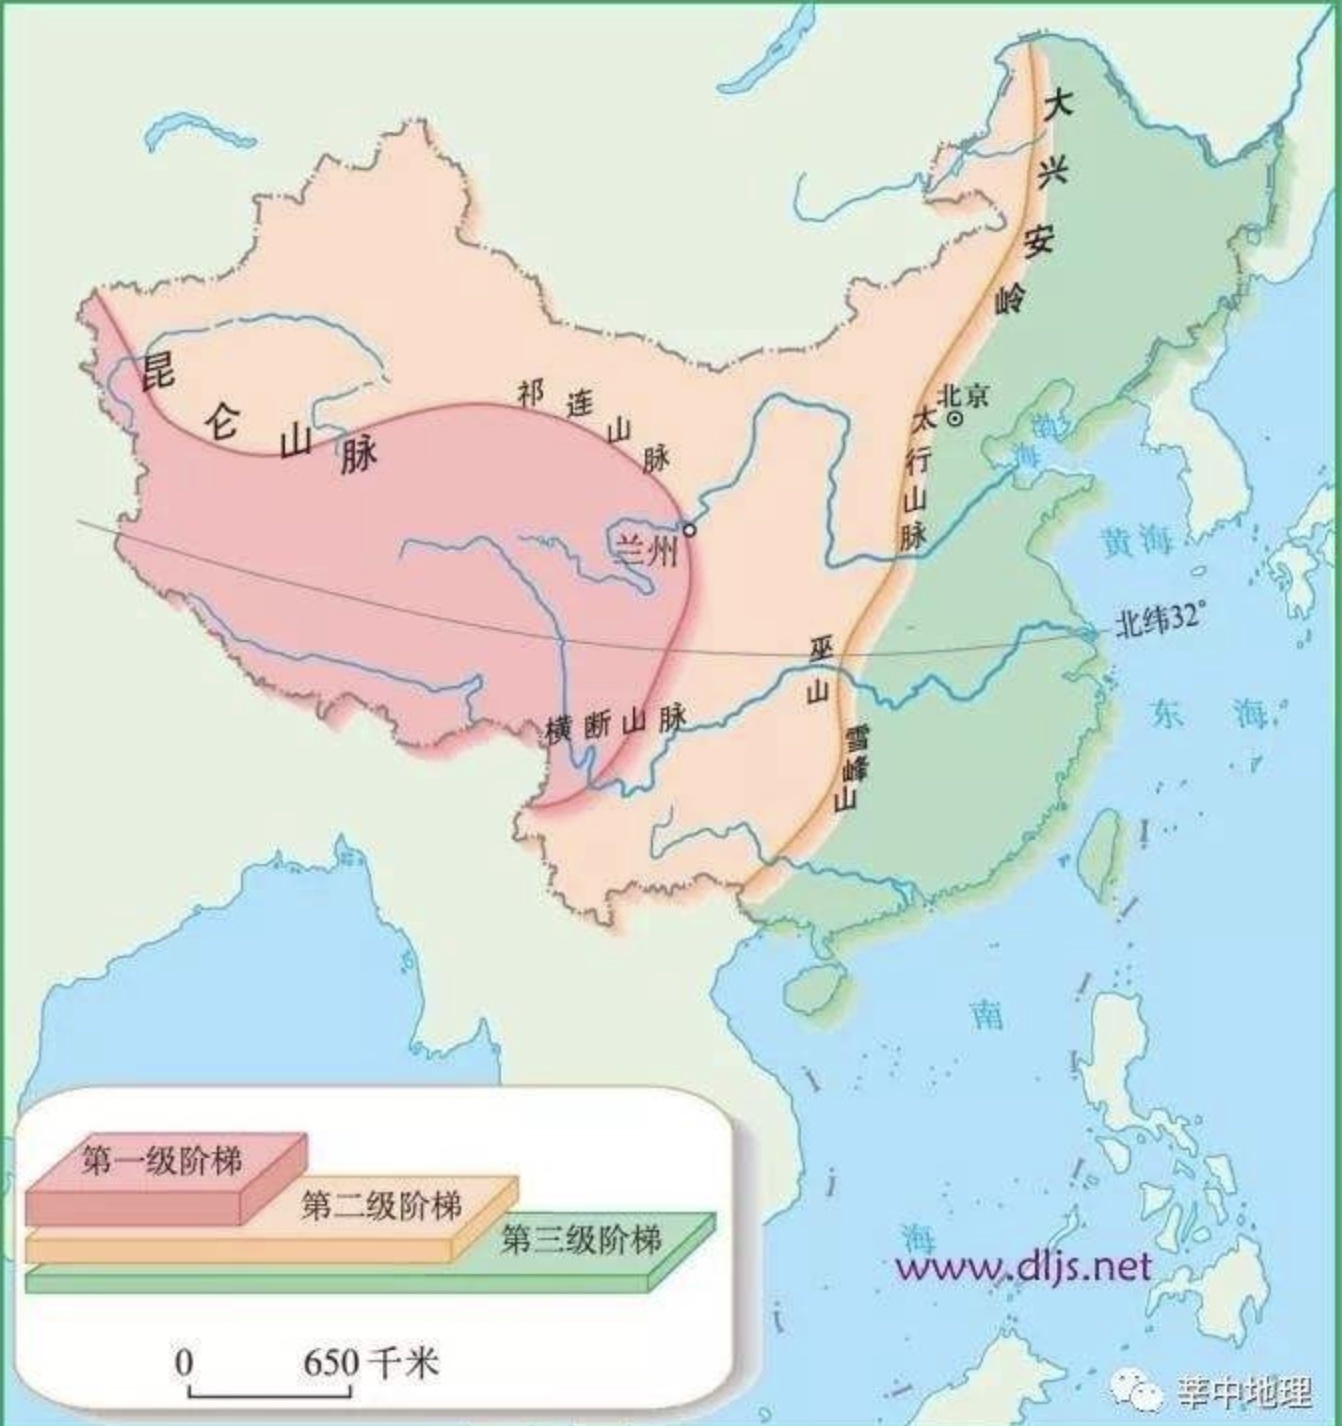 大兴安岭
昆仑山脉
祁连山脉
北京
太行山脉
渤海
兰州
黄海
北纬32°
巫山
横断山脉
东海
雪峰山
南海
第一级阶梯
第二级阶梯
第三级阶梯
www.dljs.net
0 650千米
莘中地理